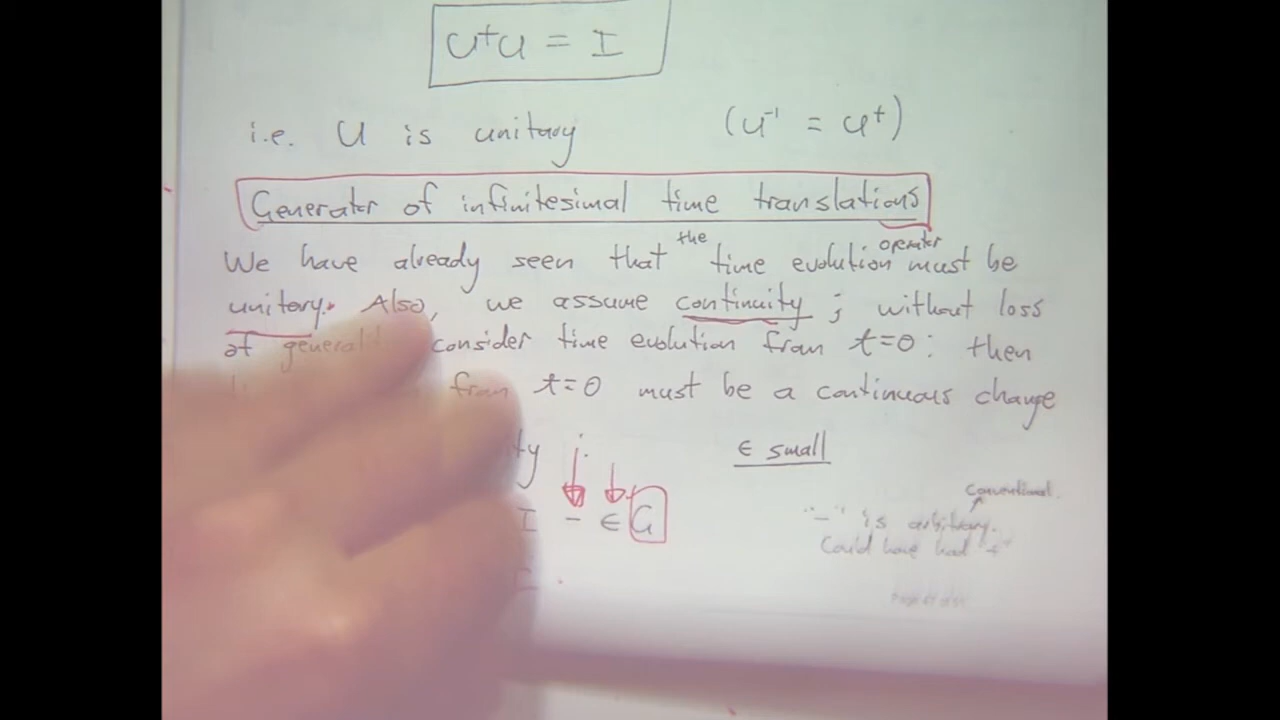 U†U = I
i.e. U is unitary (U⁻¹ = U†)
Generator of infinitesimal time translations
We have already seen that the time evolution operator must be
unitary. Also, we assume continuity ; without loss
of general consider time evolution from t=0 : then
from t=0 must be a continuous change
ty ∈ small
conventional
I - ∈ G "-" is arbitrary.
Could have had "+"